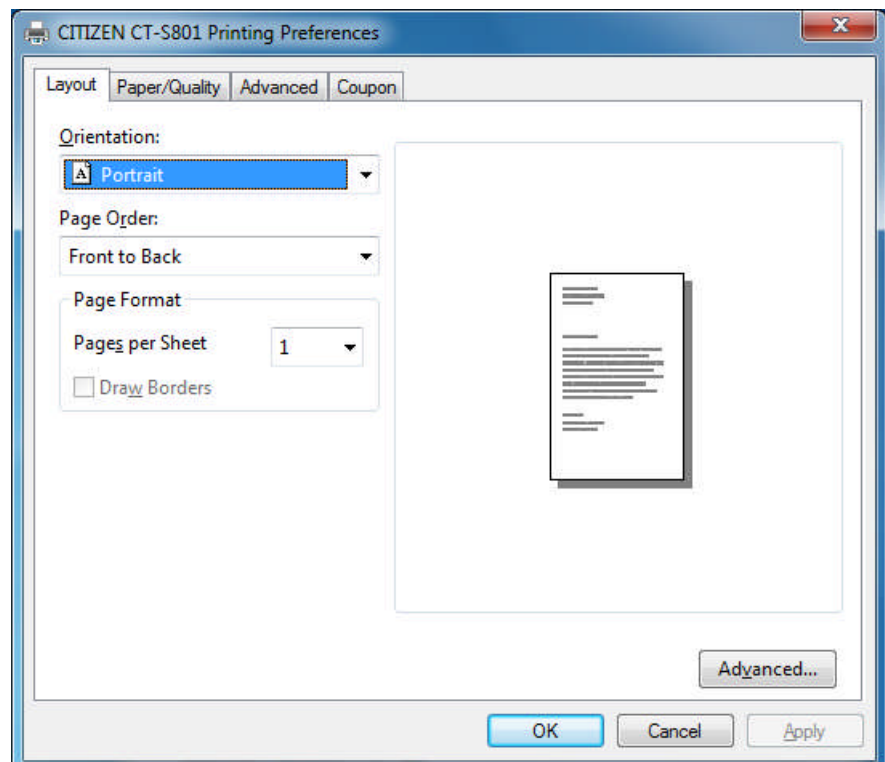 CITIZEN CT-S801 Printing Preferences
Layout Paper/Quality Advanced Coupon
Orientation:
A Portrait
Page Order:
Front to Back
Page Format
Pages per Sheet 1
Draw Borders
Advanced...
OK Cancel Apply